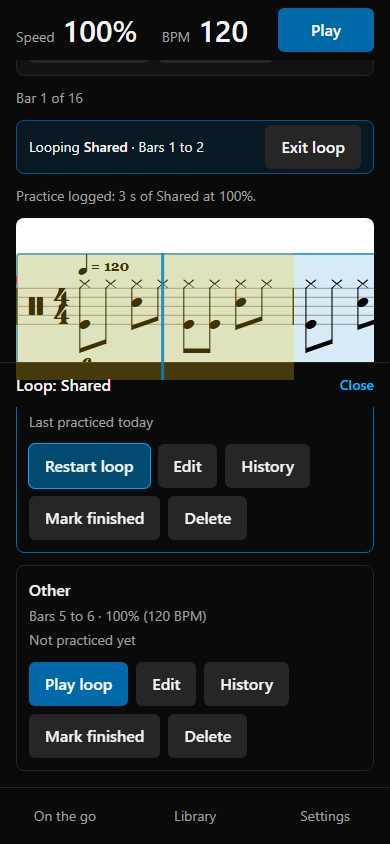 Speed 100% BPM 120 Play
Bar 1 of 16
Looping Shared · Bars 1 to 2 Exit loop
Practice logged: 3 s of Shared at 100%.
= 120
4
4
Loop: Shared Close
Last practiced today
Restart loop Edit History
Mark finished Delete
Other
Bars 5 to 6 · 100% (120 BPM)
Not practiced yet
Play loop Edit History
Mark finished Delete
On the go Library Settings